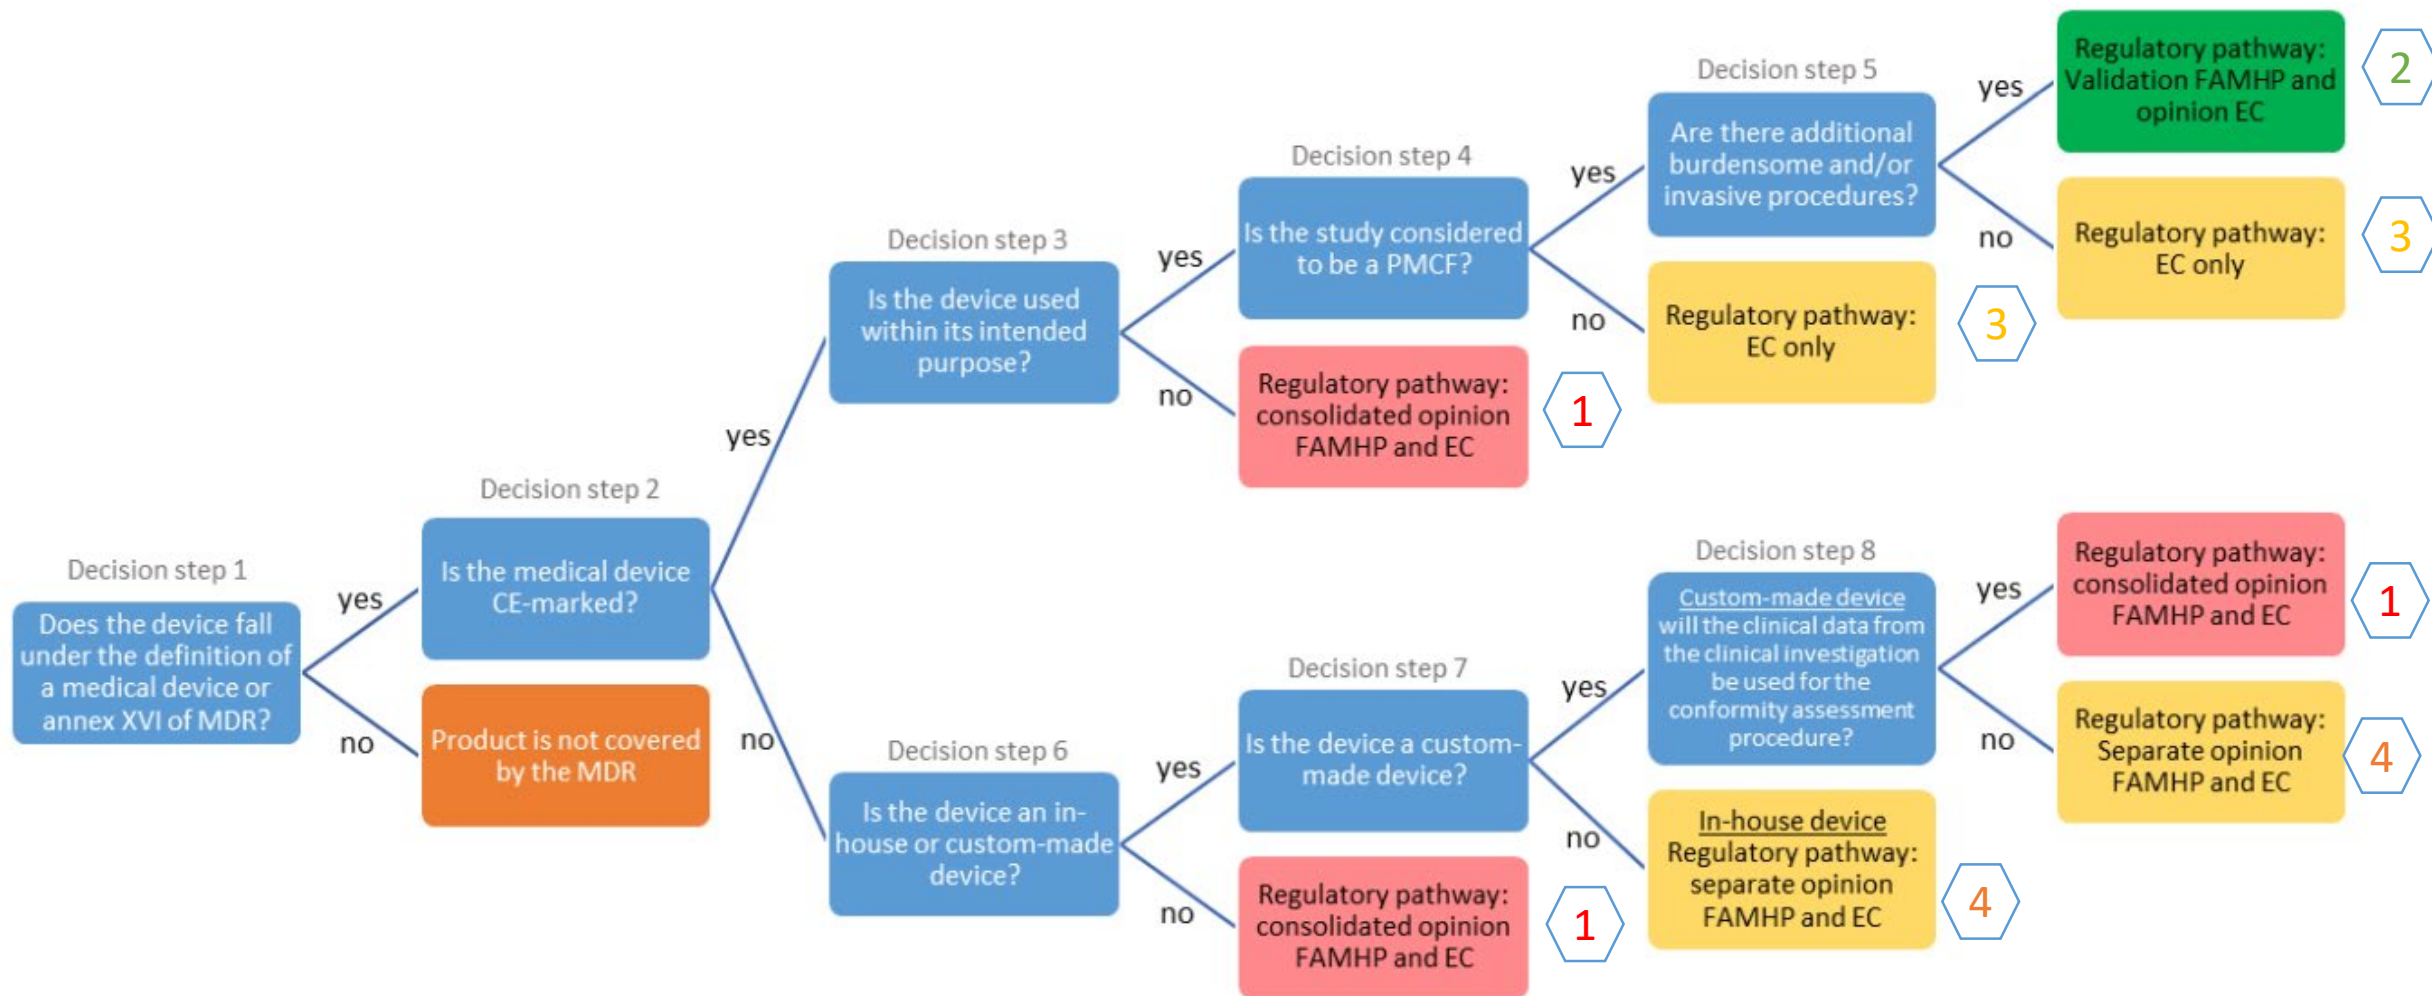 Decision step 1
Does the device fall
under the definition of
a medical device or
annex XVI of MDR?
yes
no
Decision step 2
Is the medical device
CE-marked?
Product is not covered
by the MDR
yes
no
Decision step 3
Is the device used
within its intended
purpose?
yes
no
Decision step 4
Is the study considered
to be a PMCF?
Regulatory pathway:
consolidated opinion
FAMHP and EC
1
yes
no
Decision step 5
Are there additional
burdensome and/or
invasive procedures?
Regulatory pathway:
EC only
3
yes
no
Regulatory pathway:
Validation FAMHP and
opinion EC
2
Regulatory pathway:
EC only
3
Decision step 6
Is the device an in-
house or custom-made
device?
yes
no
Decision step 7
Is the device a custom-
made device?
Regulatory pathway:
consolidated opinion
FAMHP and EC
1
yes
no
Decision step 8
Custom-made device
will the clinical data from
the clinical investigation
be used for the
conformity assessment
procedure?
In-house device
Regulatory pathway:
separate opinion
FAMHP and EC
4
yes
no
Regulatory pathway:
consolidated opinion
FAMHP and EC
1
Regulatory pathway:
Separate opinion
FAMHP and EC
4